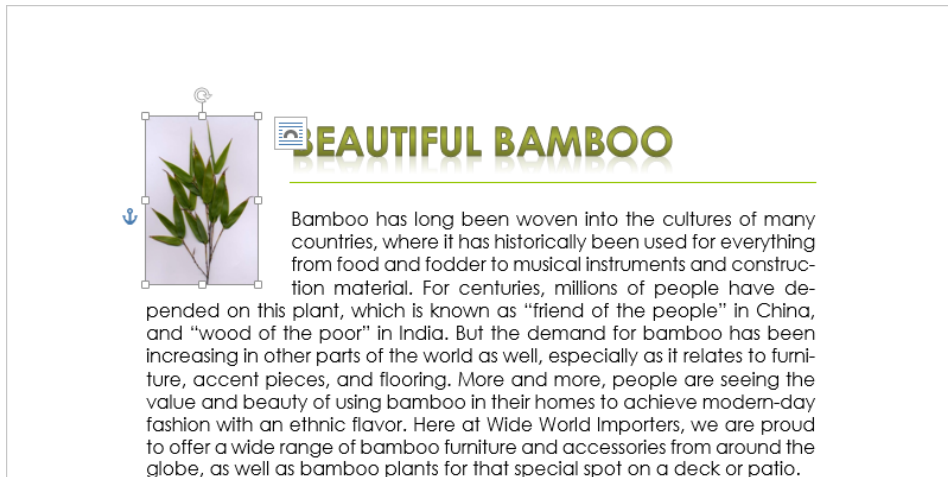 BEAUTIFUL BAMBOO
Bamboo has long been woven into the cultures of many
countries, where it has historically been used for everything
from food and fodder to musical instruments and construc-
tion material. For centuries, millions of people have de-
pended on this plant, which is known as “friend of the people” in China,
and “wood of the poor” in India. But the demand for bamboo has been
increasing in other parts of the world as well, especially as it relates to furni-
ture, accent pieces, and flooring. More and more, people are seeing the
value and beauty of using bamboo in their homes to achieve modern-day
fashion with an ethnic flavor. Here at Wide World Importers, we are proud
to offer a wide range of bamboo furniture and accessories from around the
globe, as well as bamboo plants for that special spot on a deck or patio.